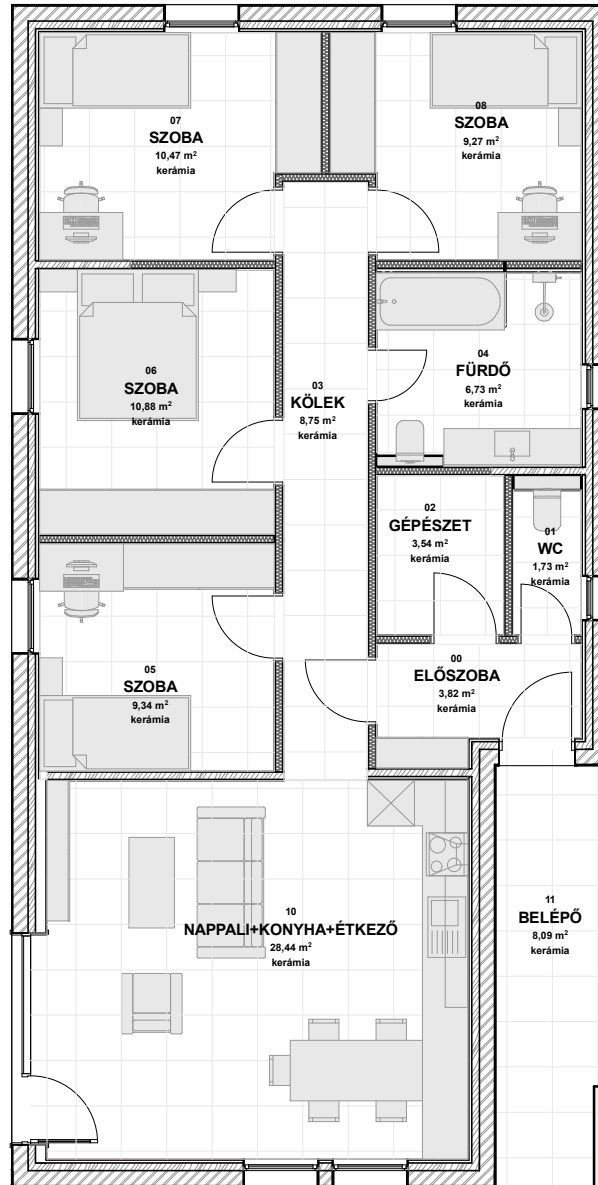 07
SZOBA
10,47 m²
kerámia
08
SZOBA
9,27 m²
kerámia
06
SZOBA
10,88 m²
kerámia
03
KÖLEK
8,75 m²
kerámia
04
FÜRDŐ
6,73 m²
kerámia
02
GÉPÉSZET
3,54 m²
kerámia
01
WC
1,73 m²
kerámia
05
SZOBA
9,34 m²
kerámia
00
ELŐSZOBA
3,82 m²
kerámia
10
NAPPALI+KONYHA+ÉTKEZŐ
28,44 m²
kerámia
11
BELÉPŐ
8,09 m²
kerámia